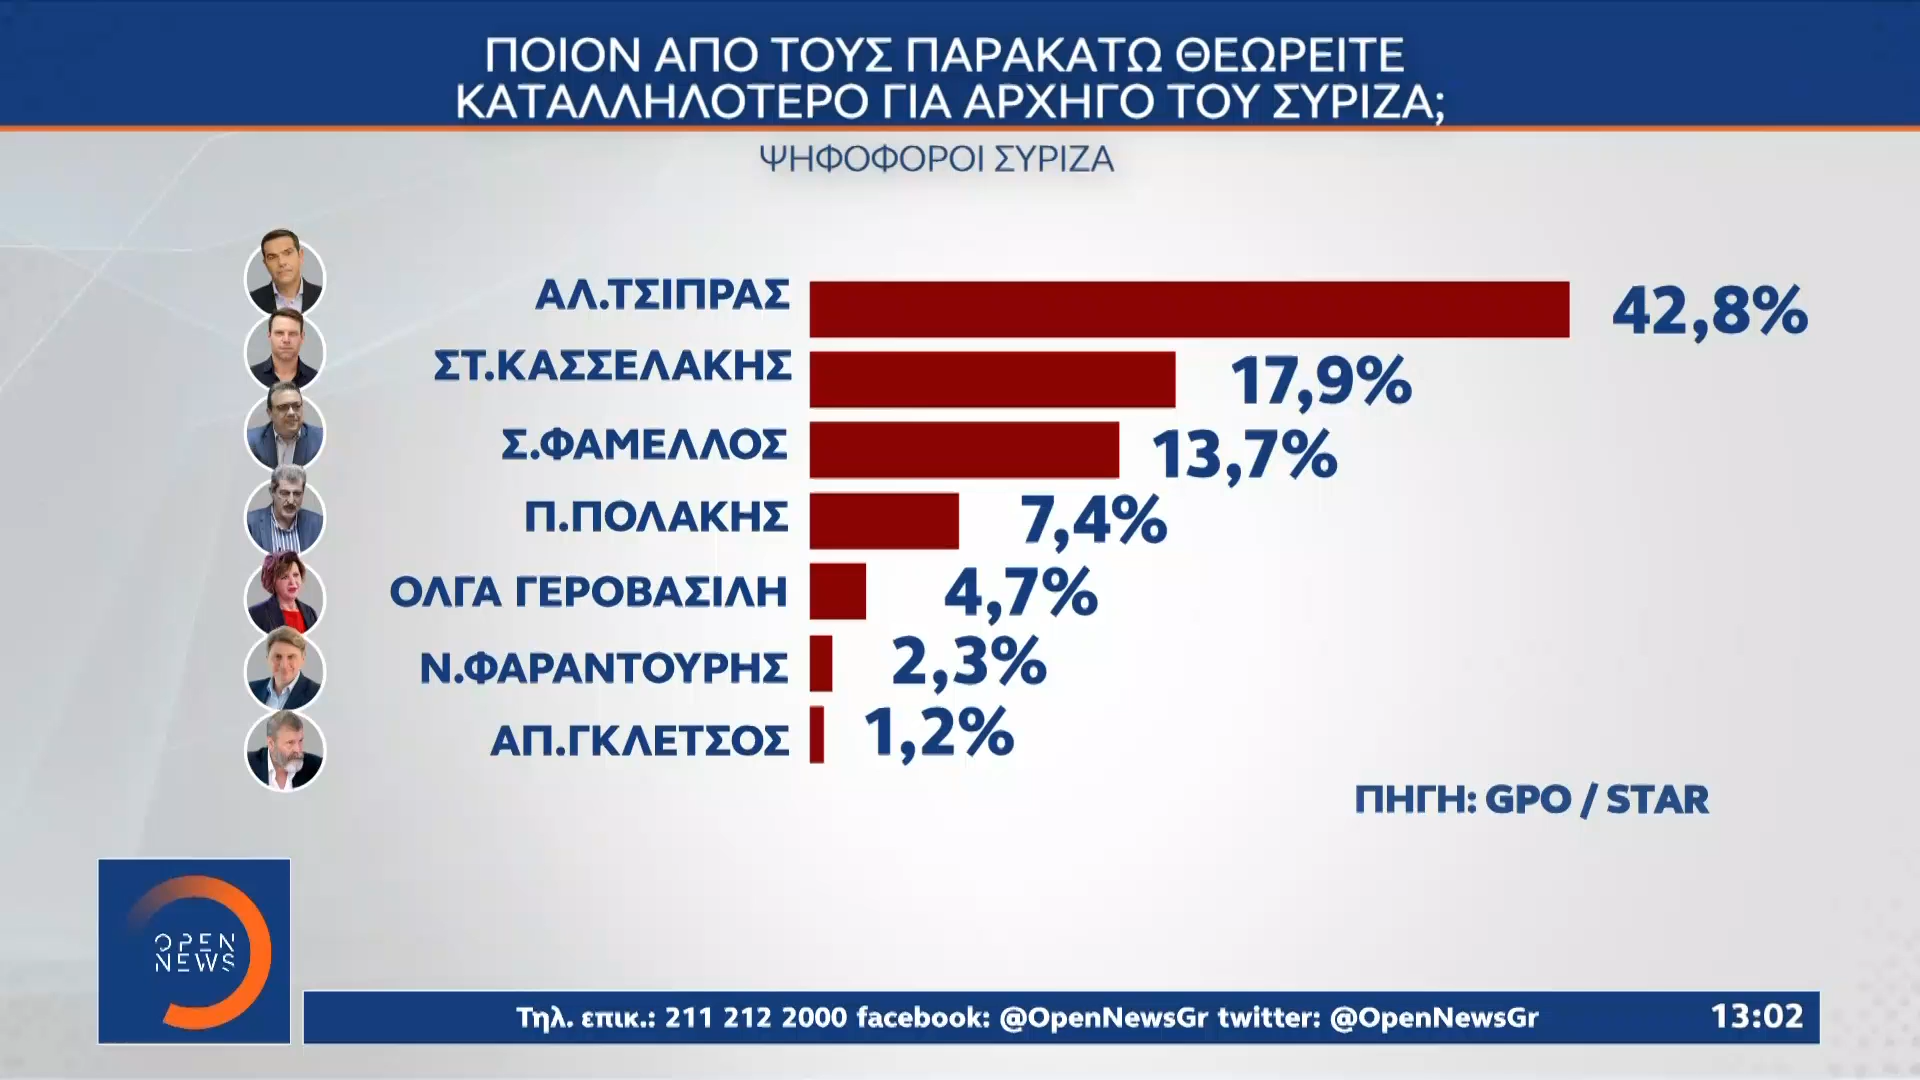 ΠΟΙΟΝ ΑΠΟ ΤΟΥΣ ΠΑΡΑΚΑΤΩ ΘΕΩΡΕΙΤΕ
ΚΑΤΑΛΛΗΛΟΤΕΡΟ ΓΙΑ ΑΡΧΗΓΟ ΤΟΥ ΣΥΡΙΖΑ;
ΨΗΦΟΦΟΡΟΙ ΣΥΡΙΖΑ
ΑΛ.ΤΣΙΠΡΑΣ 42,8%
ΣΤ.ΚΑΣΣΕΛΑΚΗΣ 17,9%
Σ.ΦΑΜΕΛΛΟΣ 13,7%
Π.ΠΟΛΑΚΗΣ 7,4%
ΟΛΓΑ ΓΕΡΟΒΑΣΙΛΗ 4,7%
Ν.ΦΑΡΑΝΤΟΥΡΗΣ 2,3%
ΑΠ.ΓΚΛΕΤΣΟΣ 1,2%
ΠΗΓΗ: GPO / STAR
OPEN
NEWS
Τηλ. επικ.: 211 212 2000 facebook: @OpenNewsGr twitter: @OpenNewsGr 13:02